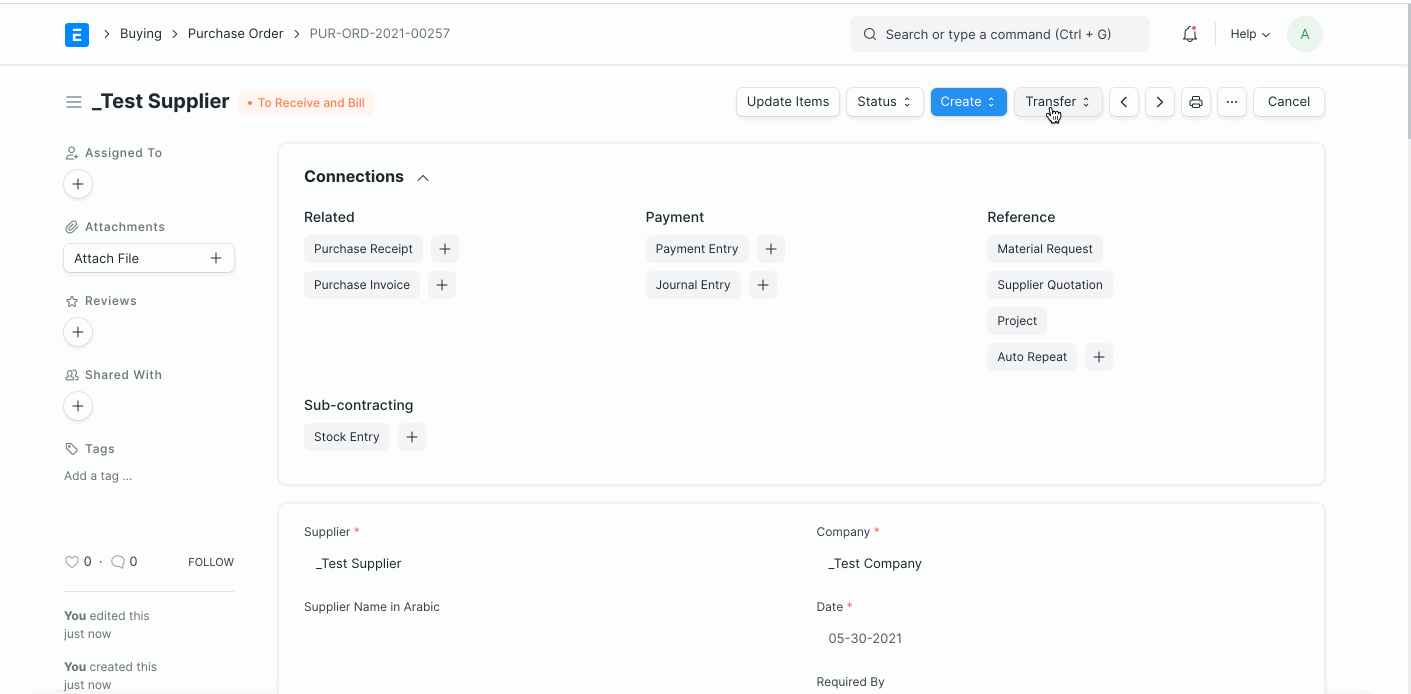 E > Buying > Purchase Order > PUR-ORD-2021-00257 Search or type a command (Ctrl + G) Help A
_Test Supplier • To Receive and Bill Update Items Status Create Transfer < > ... Cancel
Assigned To
+
Attachments
Attach File +
Reviews
+
Shared With
+
Tags
Add a tag ...
0 · 0 FOLLOW
You edited this
just now
You created this
just now
Connections
Related
Purchase Receipt +
Purchase Invoice +
Payment
Payment Entry +
Journal Entry +
Reference
Material Request
Supplier Quotation
Project
Auto Repeat +
Sub-contracting
Stock Entry +
Supplier *
_Test Supplier
Supplier Name in Arabic
Company *
_Test Company
Date *
05-30-2021
Required By